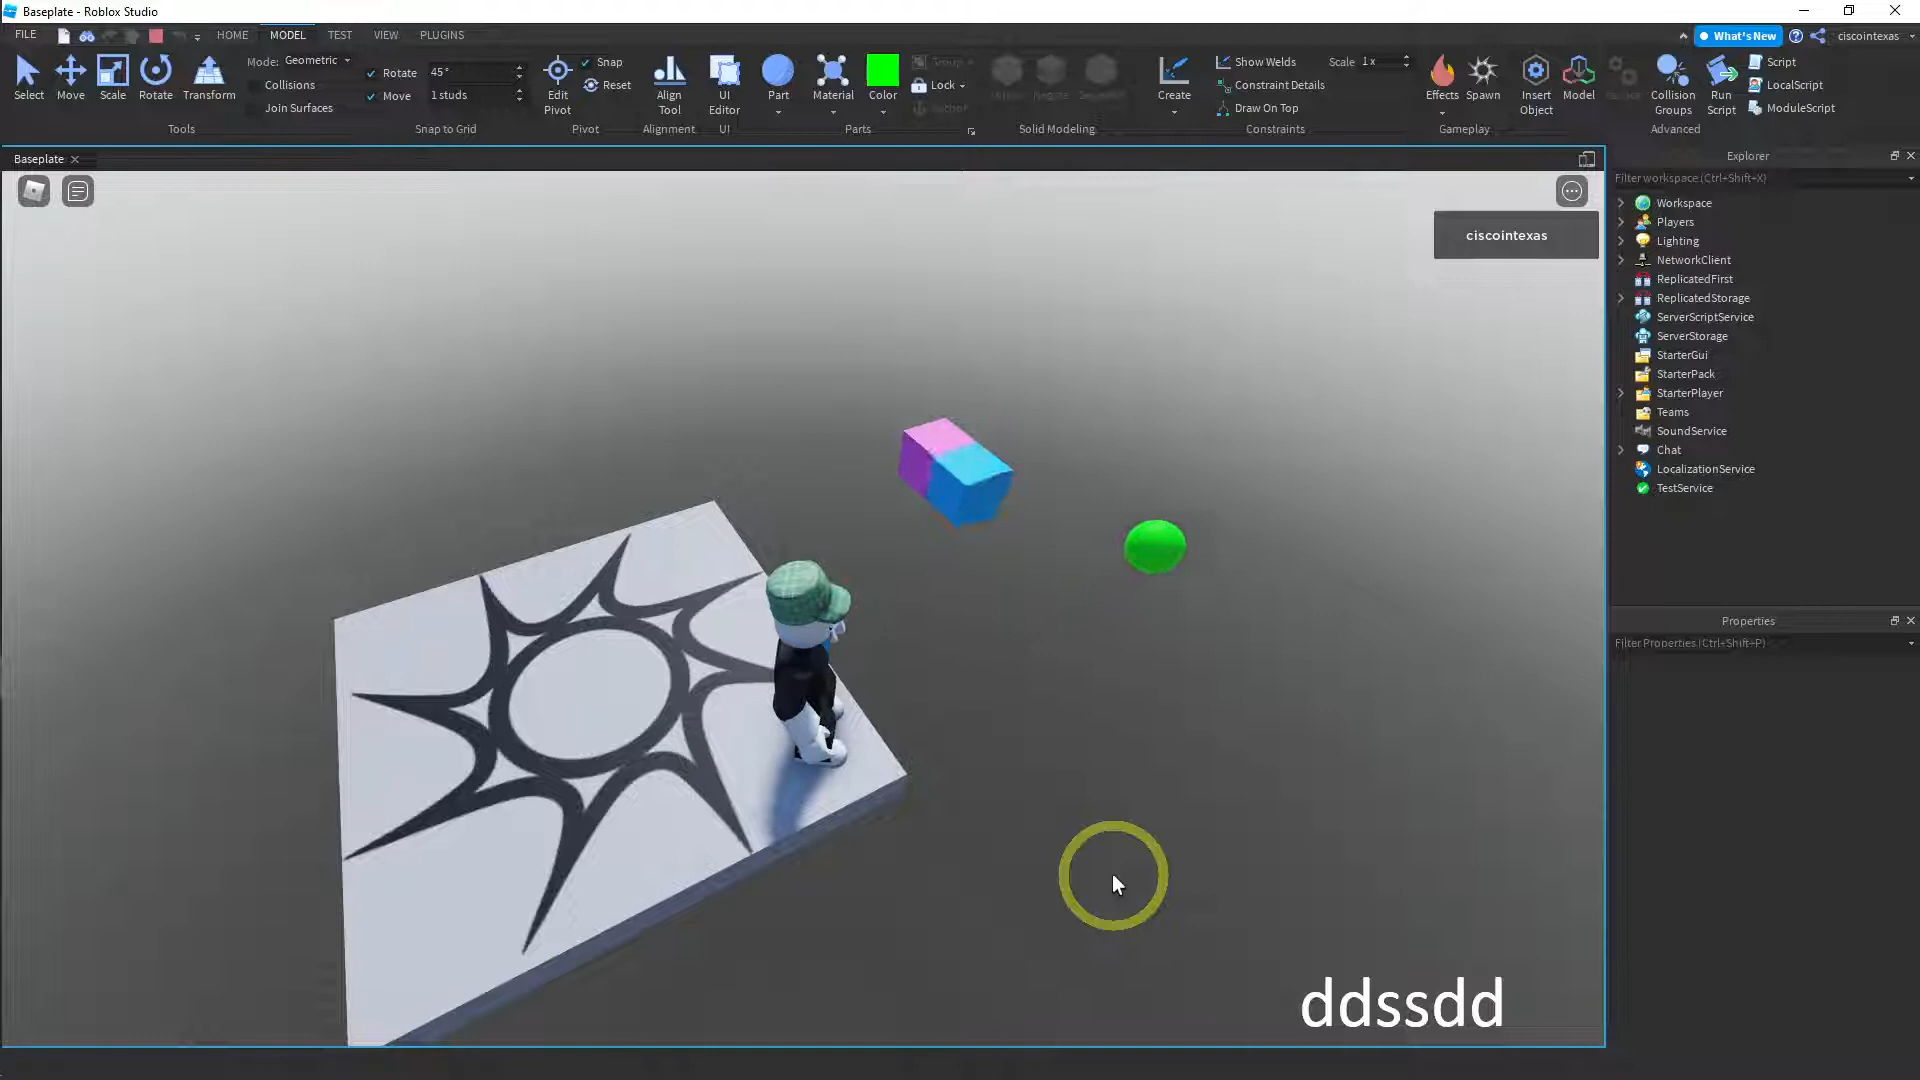 Baseplate - Roblox Studio
FILE HOME MODEL TEST VIEW PLUGINS
What's New
ciscointexas
Select
Move
Scale
Rotate
Transform
Mode: Geometric
Collisions
Join Surfaces
Tools
Rotate 45°
Move 1 studs
Snap to Grid
Edit
Pivot
Snap
Reset
Pivot
Align
Tool
Alignment
UI
Editor
UI
Part
Material
Color
Group
Lock
Anchor
Parts
Solid Modeling
Create
Show Welds
Constraint Details
Draw On Top
Scale 1 x
Constraints
Effects
Spawn
Gameplay
Insert
Object
Model
Collision
Groups
Run
Script
Script
LocalScript
ModuleScript
Advanced
Baseplate
ciscointexas
ddssdd
Explorer
Filter workspace (Ctrl+Shift+X)
Workspace
Players
Lighting
NetworkClient
ReplicatedFirst
ReplicatedStorage
ServerScriptService
ServerStorage
StarterGui
StarterPack
StarterPlayer
Teams
SoundService
Chat
LocalizationService
TestService
Properties
Filter Properties (Ctrl+Shift+P)